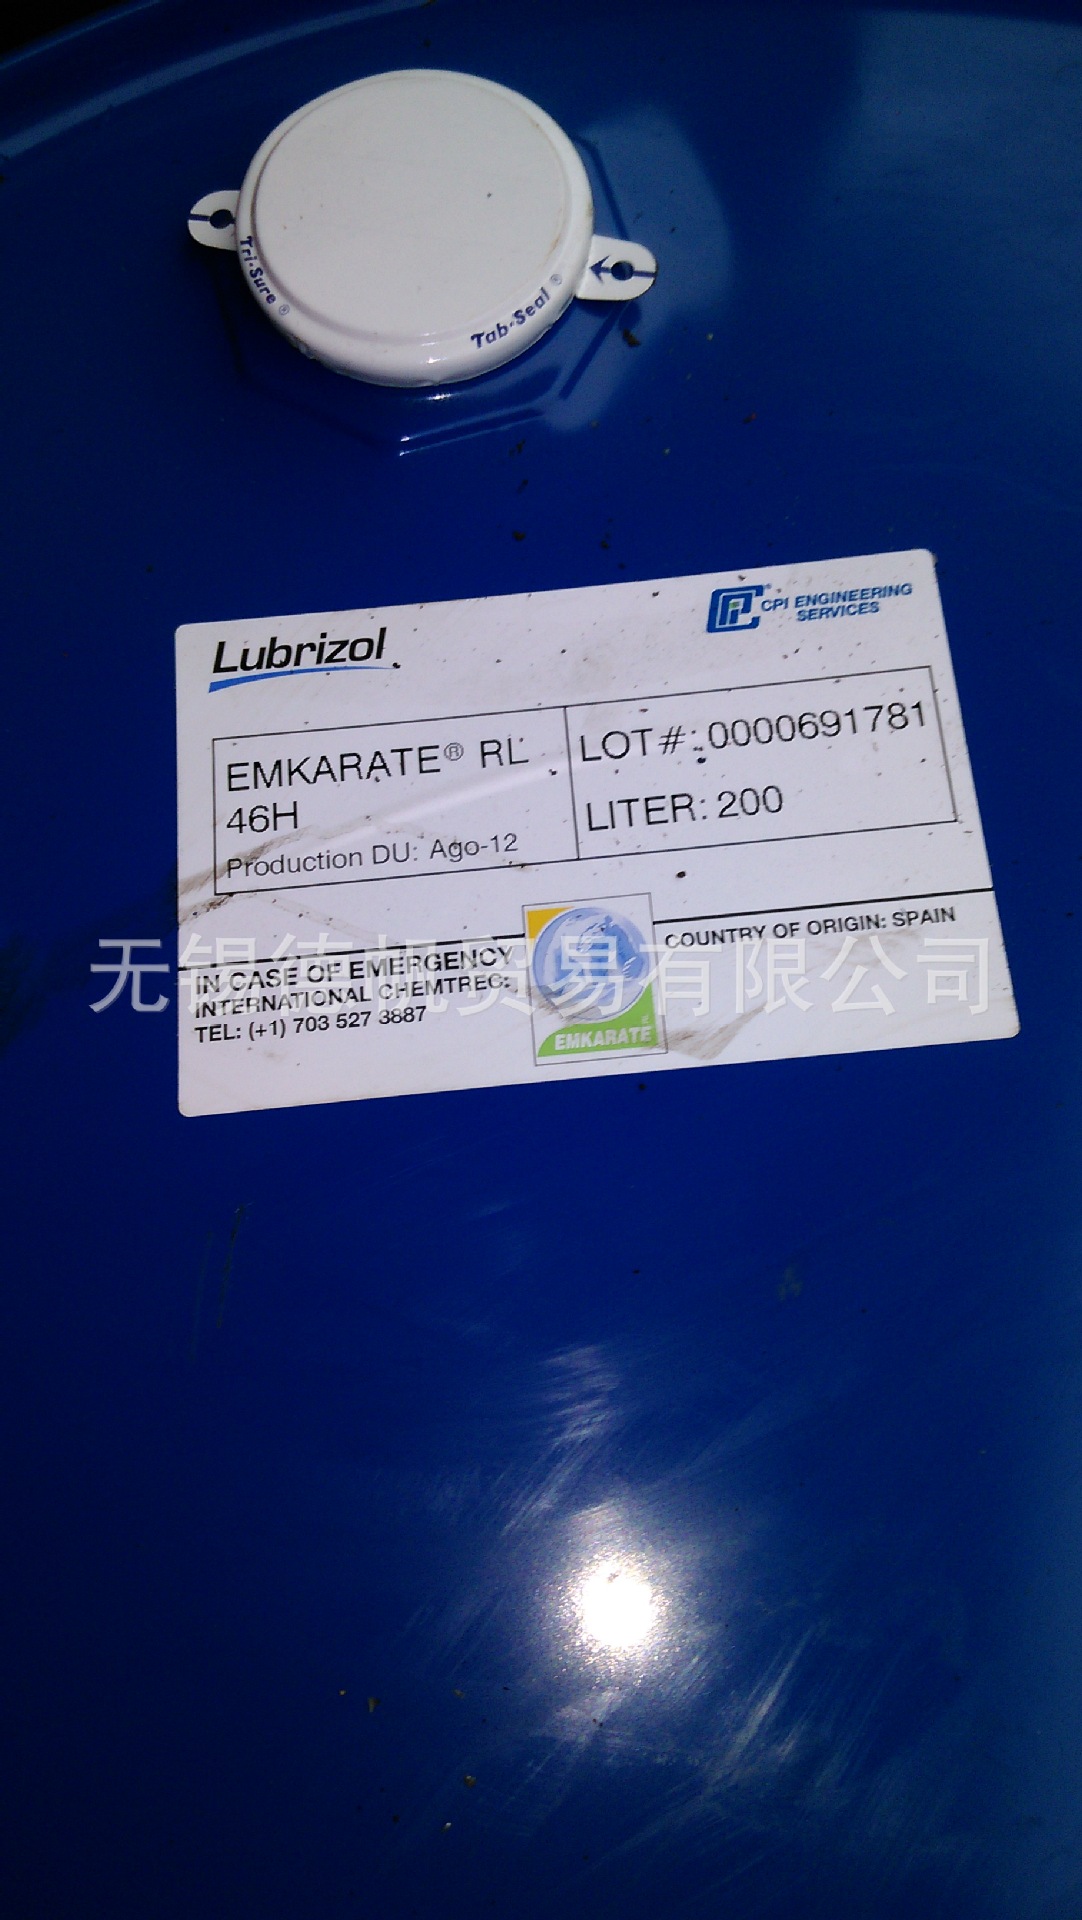 Tri-Sure ®
Tab-Seal ®
Lubrizol
CPI ENGINEERING
SERVICES
EMKARATE® RL
46H
Production DU: Ago-12
LOT#: 0000691781
LITER: 200
IN CASE OF EMERGENCY
INTERNATIONAL CHEMTREC:
TEL: (+1) 703 527 3887
EMKARATE
COUNTRY OF ORIGIN: SPAIN
无锡德机贸易有限公司